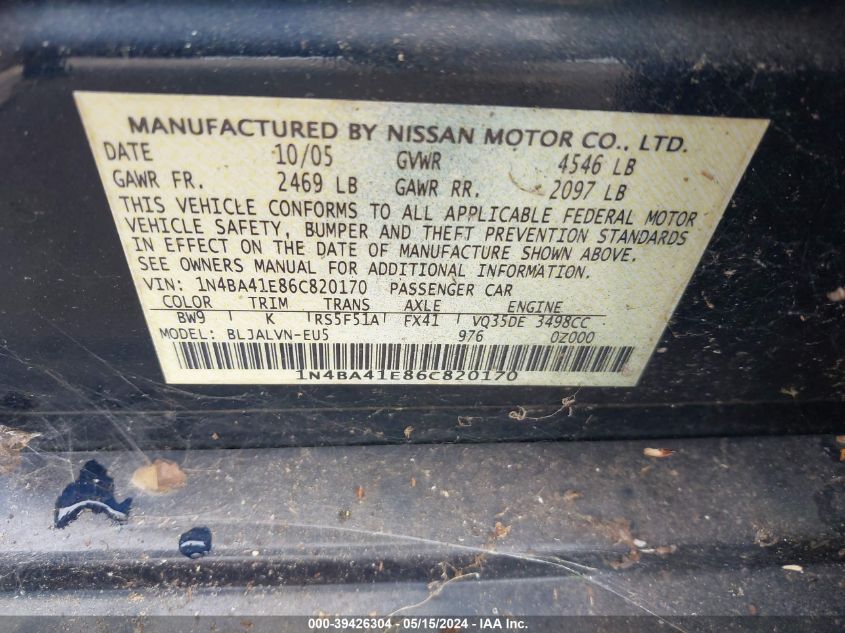 MANUFACTURED BY NISSAN MOTOR CO., LTD.
DATE 10/05 GVWR 4546 LB
GAWR FR. 2469 LB GAWR RR. 2097 LB
THIS VEHICLE CONFORMS TO ALL APPLICABLE FEDERAL MOTOR
VEHICLE SAFETY, BUMPER AND THEFT PREVENTION STANDARDS
IN EFFECT ON THE DATE OF MANUFACTURE SHOWN ABOVE.
SEE OWNERS MANUAL FOR ADDITIONAL INFORMATION.
VIN: 1N4BA41E86C820170 PASSENGER CAR
COLOR TRIM TRANS AXLE ENGINE
BW9 K RS5F51A FX41 VQ35DE 3498CC
MODEL: BLJALVN-EU5 976 0Z000
1N4BA41E86C820170
000-39426304 - 05/15/2024 - IAA Inc.